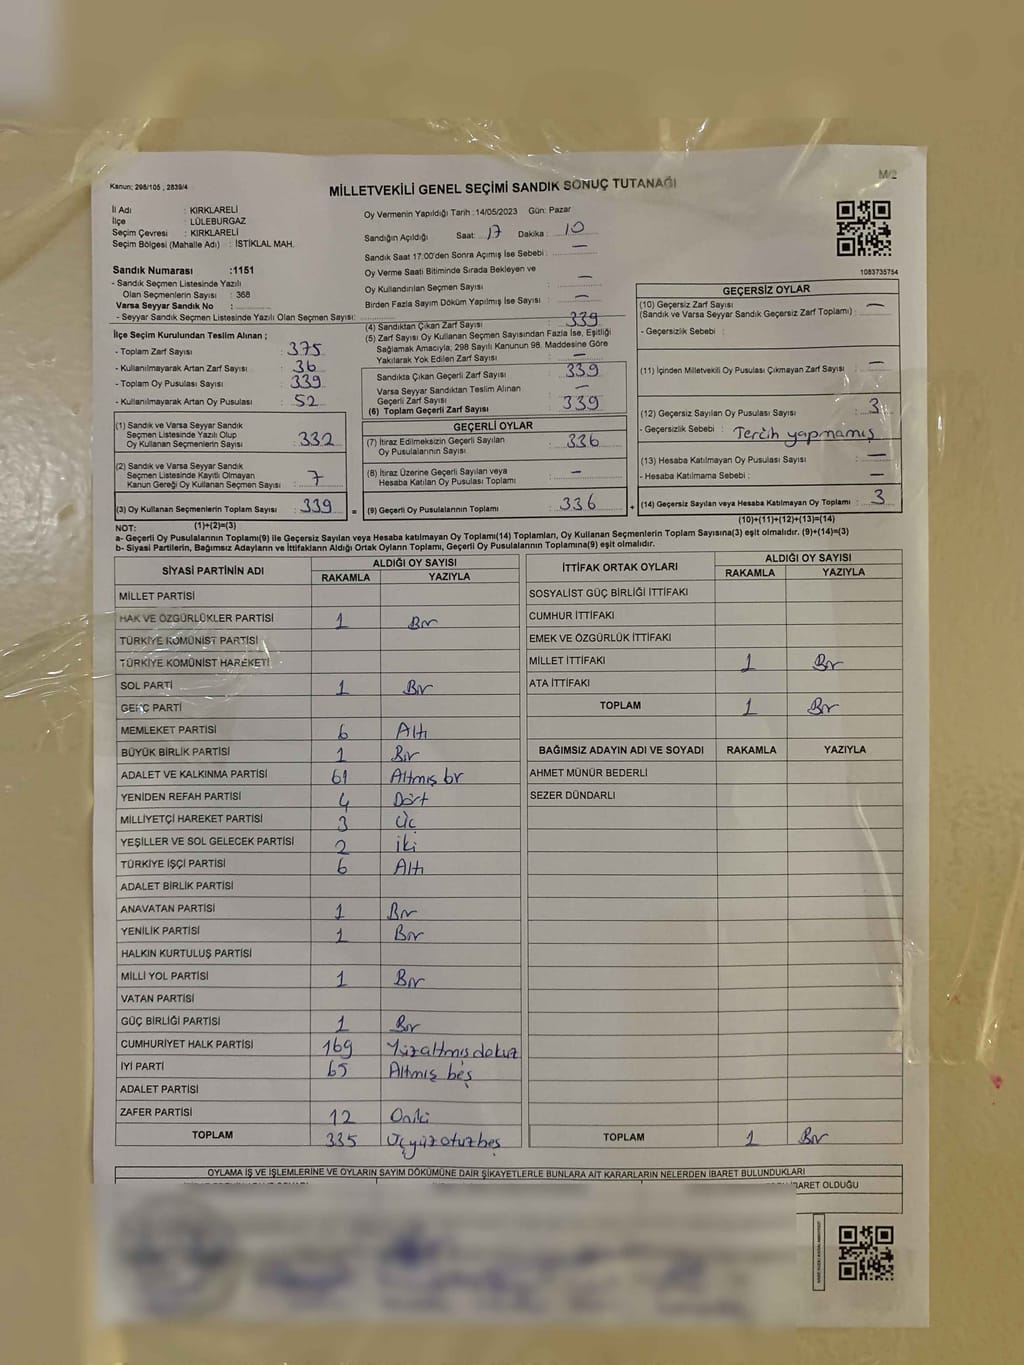 Kanun; 298/105 , 2839/4
M/2
MİLLETVEKİLİ GENEL SEÇİMİ SANDIK SONUÇ TUTANAĞI
İl Adı : KIRKLARELİ
İlçe : LÜLEBURGAZ
Seçim Çevresi : KIRKLARELİ
Seçim Bölgesi (Mahalle Adı) : İSTİKLAL MAH.
Sandık Numarası :1151
- Sandık Seçmen Listesinde Yazılı
Olan Seçmenlerin Sayısı : 368
Varsa Seyyar Sandık No :
- Seyyar Sandık Seçmen Listesinde Yazılı Olan Seçmen Sayısı:
Oy Vermenin Yapıldığı Tarih :14/05/2023 Gün: Pazar
Sandığın Açıldığı Saat: 17 Dakika : 10
Sandık Saat 17:00'den Sonra Açımış İse Sebebi : —
Oy Verme Saati Bitiminde Sırada Bekleyen ve
Oy Kullandırılan Seçmen Sayısı : —
Birden Fazla Sayım Döküm Yapılmış İse Sayısı : —
1083735754
İlçe Seçim Kurulundan Teslim Alınan ;
- Toplam Zarf Sayısı : 375
- Kullanılmayarak Artan Zarf Sayısı : 36
- Toplam Oy Pusulası Sayısı : 339
- Kullanılmayarak Artan Oy Pusulası : 52
(1) Sandık ve Varsa Seyyar Sandık
Seçmen Listesinde Yazılı Olup
Oy Kullanan Seçmenlerin Sayısı : 332
(2) Sandık ve Varsa Seyyar Sandık
Seçmen Listesinde Kayıtlı Olmayan
Kanun Gereği Oy Kullanan Seçmen Sayısı : 7
(3) Oy Kullanan Seçmenlerin Toplam Sayısı : 339
(4) Sandıktan Çıkan Zarf Sayısı : 339
(5) Zarf Sayısı Oy Kullanan Seçmen Sayısından Fazla İse, Eşitliği
Sağlamak Amacıyla, 298 Sayılı Kanunun 98. Maddesine Göre
Yakılarak Yok Edilen Zarf Sayısı : —
Sandıkta Çıkan Geçerli Zarf Sayısı : 339
Varsa Seyyar Sandıktan Teslim Alınan
Geçerli Zarf Sayısı : —
(6) Toplam Geçerli Zarf Sayısı : 339
GEÇERLİ OYLAR
(7) İtiraz Edilmeksizin Geçerli Sayılan
Oy Pusulalarının Sayısı : 336
(8) İtiraz Üzerine Geçerli Sayılan veya
Hesaba Katılan Oy Pusulası Toplamı : —
= (9) Geçerli Oy Pusulalarının Toplamı : 336
GEÇERSİZ OYLAR
(10) Geçersiz Zarf Sayısı
(Sandık ve Varsa Seyyar Sandık Geçersiz Zarf Toplamı) : —
- Geçersizlik Sebebi :
(11) İçinden Milletvekili Oy Pusulası Çıkmayan Zarf Sayısı : —
(12) Geçersiz Sayılan Oy Pusulası Sayısı : 3
- Geçersizlik Sebebi : Tercih yapmamış
(13) Hesaba Katılmayan Oy Pusulası Sayısı : —
- Hesaba Katılmama Sebebi : —
+ (14) Geçersiz Sayılan veya Hesaba Katılmayan Oy Toplamı : 3
NOT: (1)+(2)=(3) (10)+(11)+(12)+(13)=(14)
a- Geçerli Oy Pusulalarının Toplamı(9) ile Geçersiz Sayılan veya Hesaba katılmayan Oy Toplamı(14) Toplamları, Oy Kullanan Seçmenlerin Toplam Sayısına(3) eşit olmalıdır. (9)+(14)=(3)
b- Siyasi Partilerin, Bağımsız Adayların ve İttifakların Aldığı Ortak Oyların Toplamı, Geçerli Oy Pusulalarının Toplamına(9) eşit olmalıdır.
SİYASİ PARTİNİN ADI ALDIĞI OY SAYISI
RAKAMLA YAZIYLA
MİLLET PARTİSİ
HAK VE ÖZGÜRLÜKLER PARTİSİ 1 Bir
TÜRKİYE KOMÜNİST PARTİSİ
TÜRKİYE KOMÜNİST HAREKETİ
SOL PARTİ 1 Bir
GENÇ PARTİ
MEMLEKET PARTİSİ 6 Altı
BÜYÜK BİRLİK PARTİSİ 1 Bir
ADALET VE KALKINMA PARTİSİ 61 Altmış bir
YENİDEN REFAH PARTİSİ 4 Dört
MİLLİYETÇİ HAREKET PARTİSİ 3 Üç
YEŞİLLER VE SOL GELECEK PARTİSİ 2 iki
TÜRKİYE İŞÇİ PARTİSİ 6 Altı
ADALET BİRLİK PARTİSİ
ANAVATAN PARTİSİ 1 Bir
YENİLİK PARTİSİ 1 Bir
HALKIN KURTULUŞ PARTİSİ
MİLLİ YOL PARTİSİ 1 Bir
VATAN PARTİSİ
GÜÇ BİRLİĞİ PARTİSİ 1 Bir
CUMHURİYET HALK PARTİSİ 169 Yüzaltmışdokuz
İYİ PARTİ 65 Altmış beş
ADALET PARTİSİ
ZAFER PARTİSİ 12 Oniki
TOPLAM 335 Üçyüzotuzbeş
İTTİFAK ORTAK OYLARI ALDIĞI OY SAYISI
RAKAMLA YAZIYLA
SOSYALİST GÜÇ BİRLİĞİ İTTİFAKI
CUMHUR İTTİFAKI
EMEK VE ÖZGÜRLÜK İTTİFAKI
MİLLET İTTİFAKI 1 Bir
ATA İTTİFAKI
TOPLAM 1 Bir
BAĞIMSIZ ADAYIN ADI VE SOYADI RAKAMLA YAZIYLA
AHMET MÜNÜR BEDERLİ
SEZER DÜNDARLI
TOPLAM 1 Bir
OYLAMA İŞ VE İŞLEMLERİNE VE OYLARIN SAYIM DÖKÜMÜNE DAİR ŞİKAYETLERLE BUNLARA AİT KARARLARIN NELERDEN İBARET BULUNDUKLARI
İBARET OLDUĞU